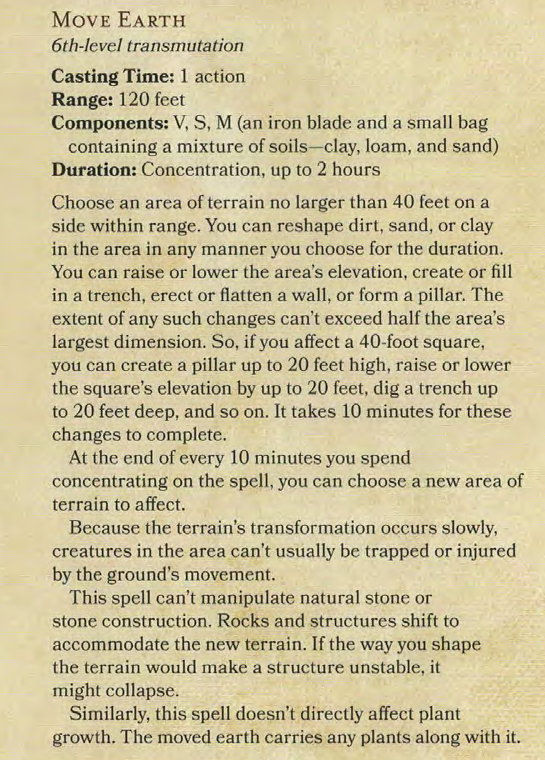 MOVE EARTH
6th-level transmutation
Casting Time: 1 action
Range: 120 feet
Components: V, S, M (an iron blade and a small bag
containing a mixture of soils—clay, loam, and sand)
Duration: Concentration, up to 2 hours
Choose an area of terrain no larger than 40 feet on a
side within range. You can reshape dirt, sand, or clay
in the area in any manner you choose for the duration.
You can raise or lower the area's elevation, create or fill
in a trench, erect or flatten a wall, or form a pillar. The
extent of any such changes can't exceed half the area's
largest dimension. So, if you affect a 40-foot square,
you can create a pillar up to 20 feet high, raise or lower
the square's elevation by up to 20 feet, dig a trench up
to 20 feet deep, and so on. It takes 10 minutes for these
changes to complete.
At the end of every 10 minutes you spend
concentrating on the spell, you can choose a new area of
terrain to affect.
Because the terrain's transformation occurs slowly,
creatures in the area can't usually be trapped or injured
by the ground's movement.
This spell can't manipulate natural stone or
stone construction. Rocks and structures shift to
accommodate the new terrain. If the way you shape
the terrain would make a structure unstable, it
might collapse.
Similarly, this spell doesn't directly affect plant
growth. The moved earth carries any plants along with it.